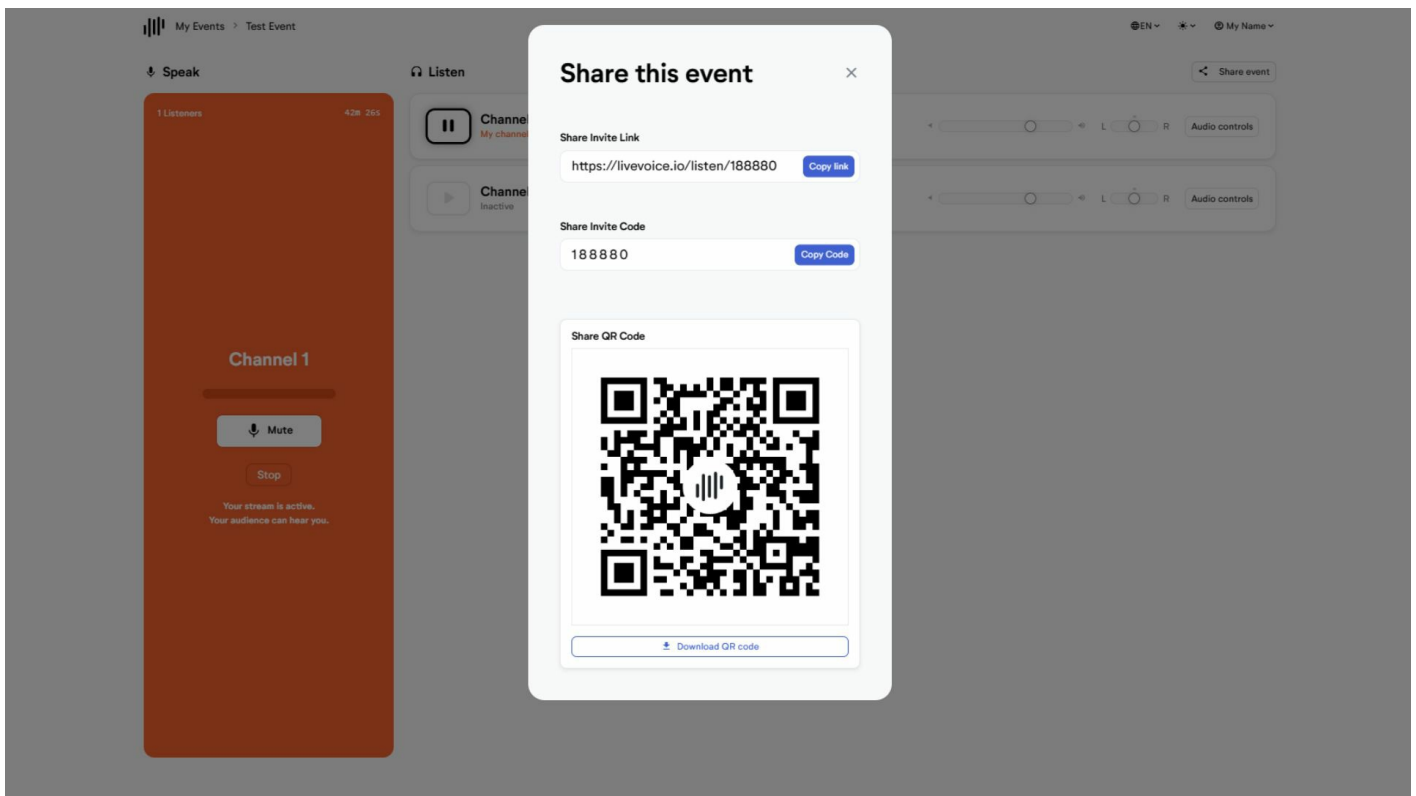 My Events > Test Event
EN
My Name
Speak
Listen
Share event
1 Listeners
42m 26s
Channel 1
Mute
Stop
Your stream is active.
Your audience can hear you.
Channel
My channel
L R
Audio controls
Channel
Inactive
L R
Audio controls
Share this event
Share Invite Link
https://livevoice.io/listen/188880
Copy link
Share Invite Code
188880
Copy Code
Share QR Code
Download QR code